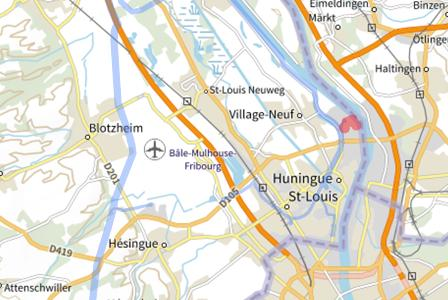 Eimeldingen
Binzen
Märkt
Ötling
Haltingen
St-Louis Neuweg
Village-Neuf
Blotzheim
Bâle-Mulhouse-
Fribourg
D201
Huningue
D105
St-Louis
Hésingue
D419
Attenschwiller